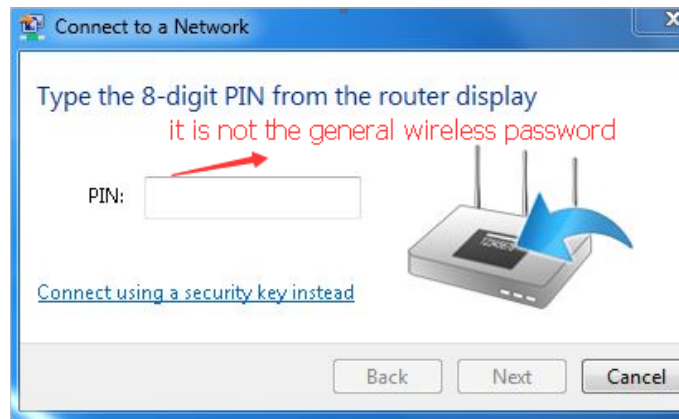 Connect to a Network
Type the 8-digit PIN from the router display
it is not the general wireless password
PIN:
Connect using a security key instead
Back Next Cancel